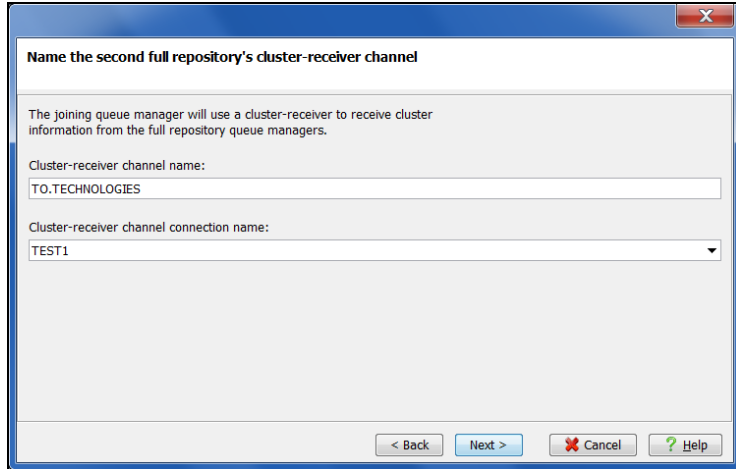 X
Name the second full repository's cluster-receiver channel
The joining queue manager will use a cluster-receiver to receive cluster
information from the full repository queue managers.
Cluster-receiver channel name:
TO.TECHNOLOGIES
Cluster-receiver channel connection name:
TEST1
< Back Next > Cancel ? Help